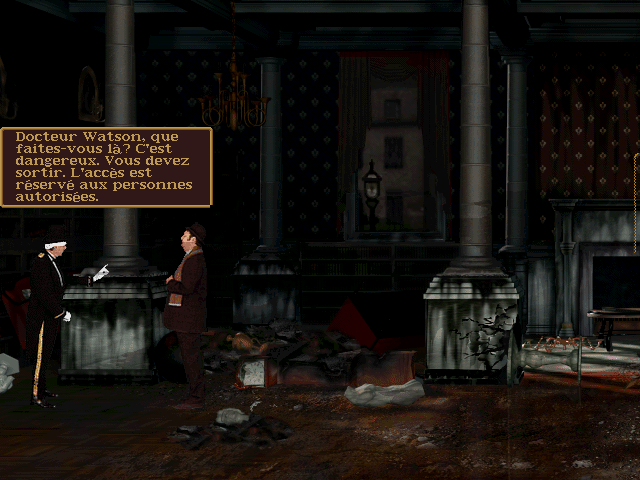 Docteur Watson, que
faites-vous là? C'est
dangereux. Vous devez
sortir. L'accès est
réservé aux personnes
autorisées.